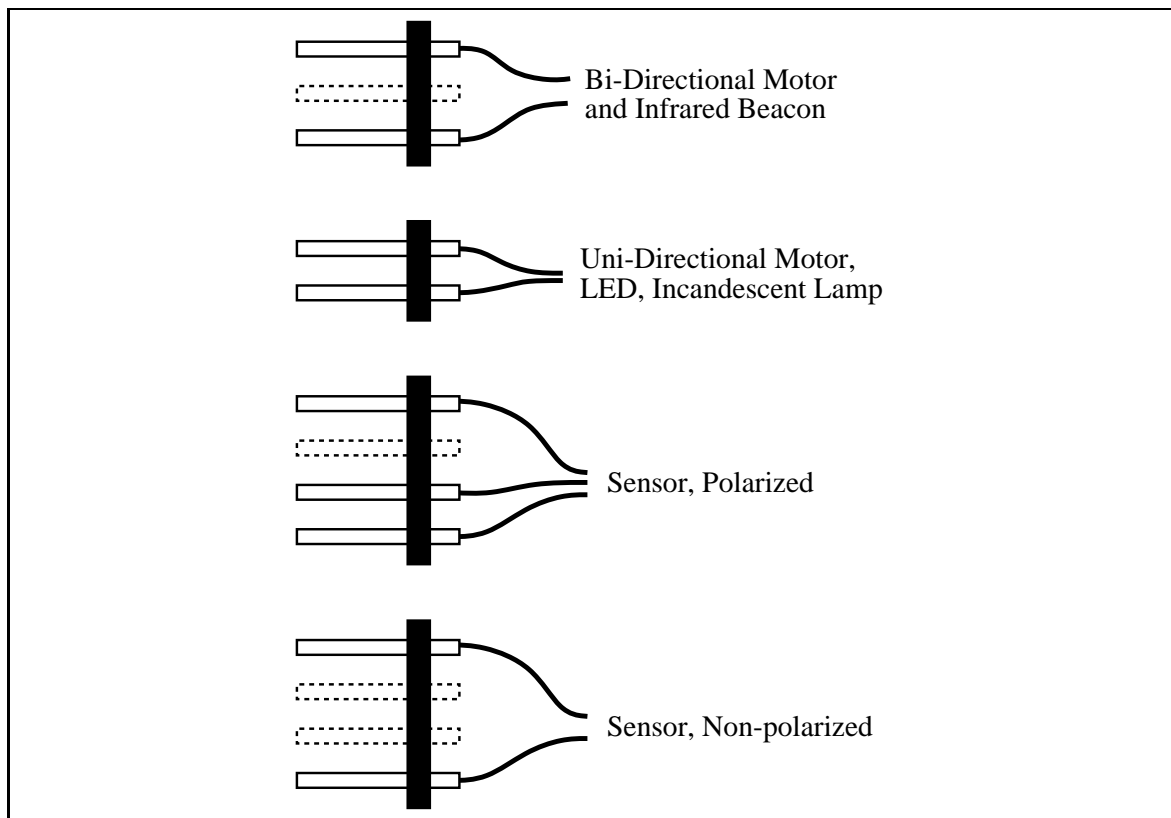 Bi-Directional Motor
and Infrared Beacon
Uni-Directional Motor,
LED, Incandescent Lamp
Sensor, Polarized
Sensor, Non-polarized